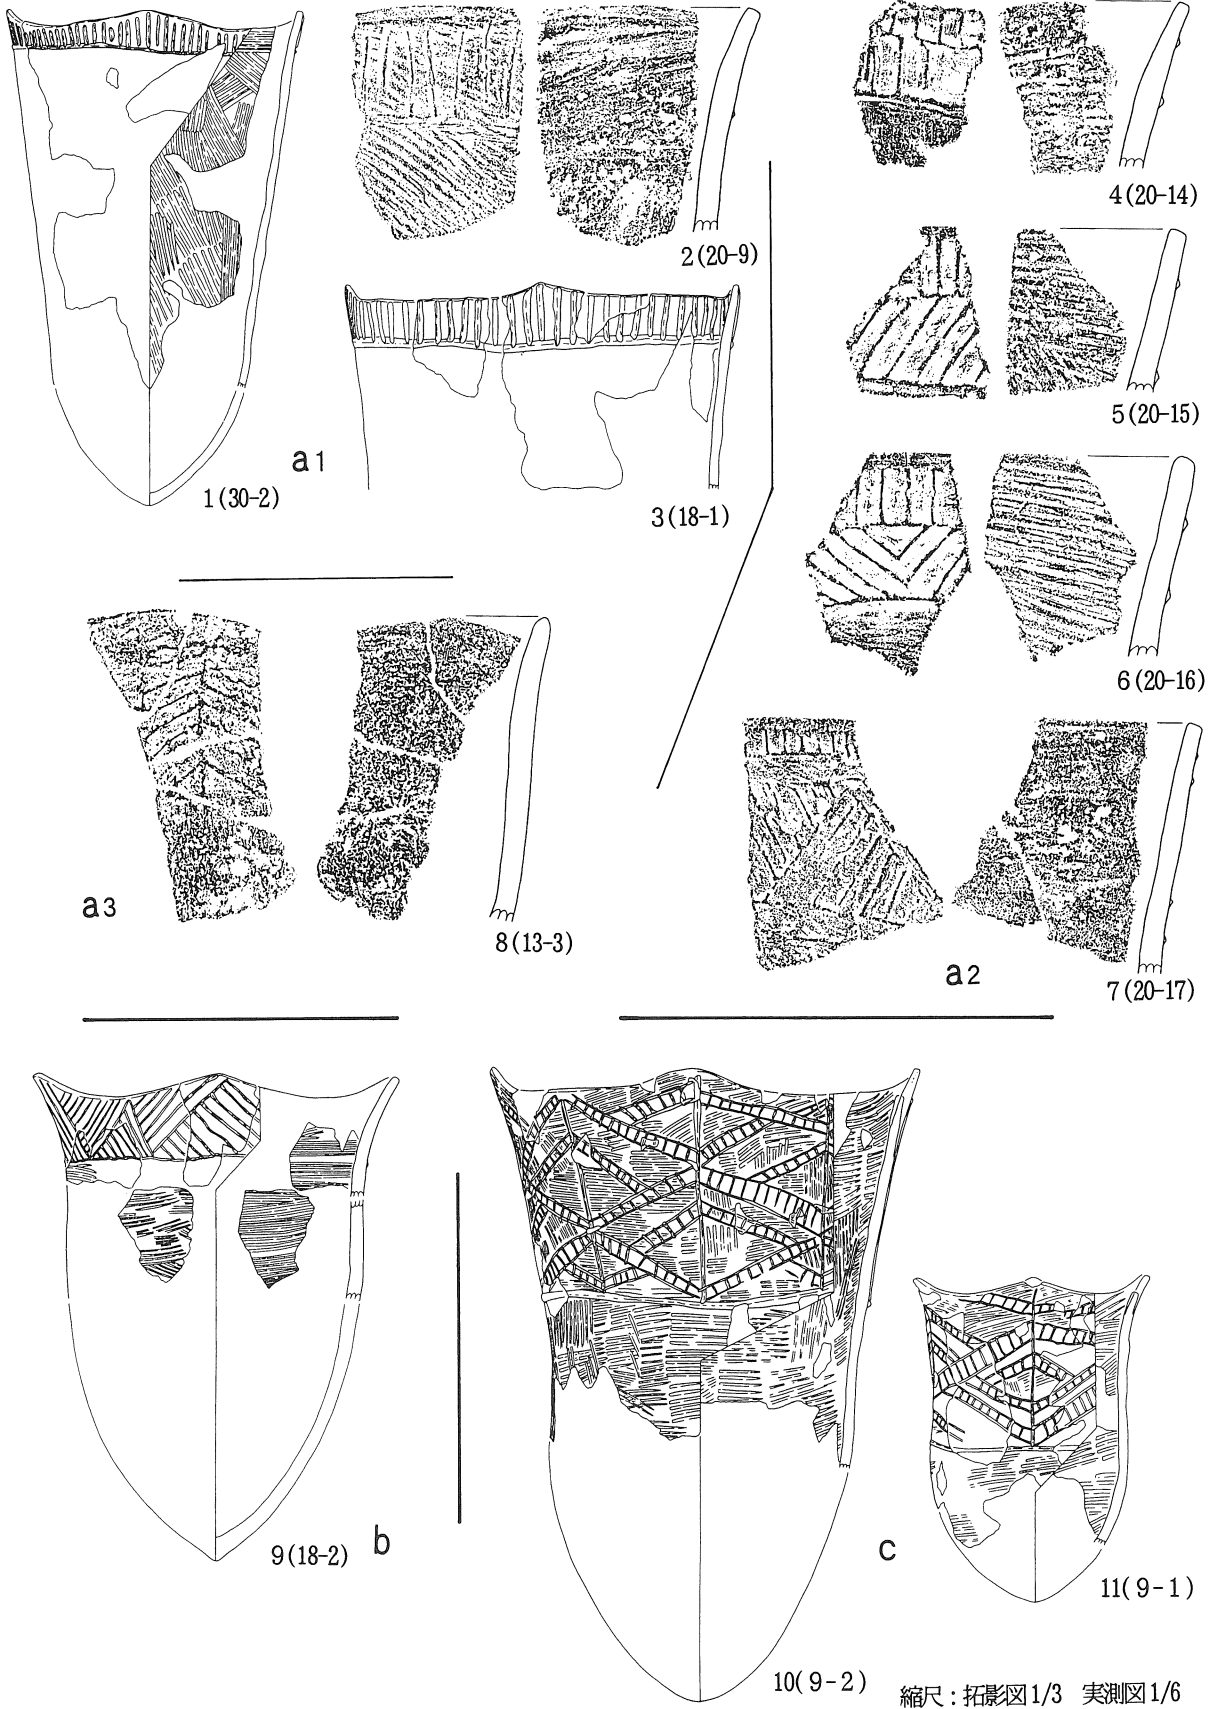 2(20-9)
4(20-14)
5(20-15)
a1
1(30-2)
3(18-1)
6(20-16)
a3
8(13-3)
a2
7(20-17)
9(18-2)
b
c
11(9-1)
10(9-2)
縮尺:拓影図1/3 実測図1/6